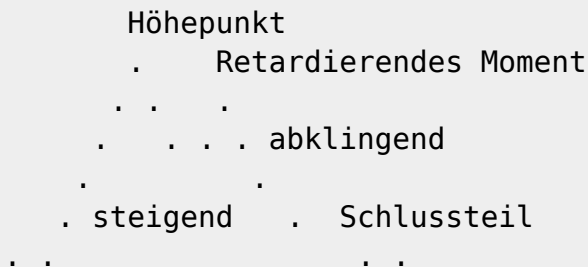 Höhepunkt
. Retardierendes Moment
. . .
. . . . abklingend
. .
. steigend . Schlussteil
. . . .